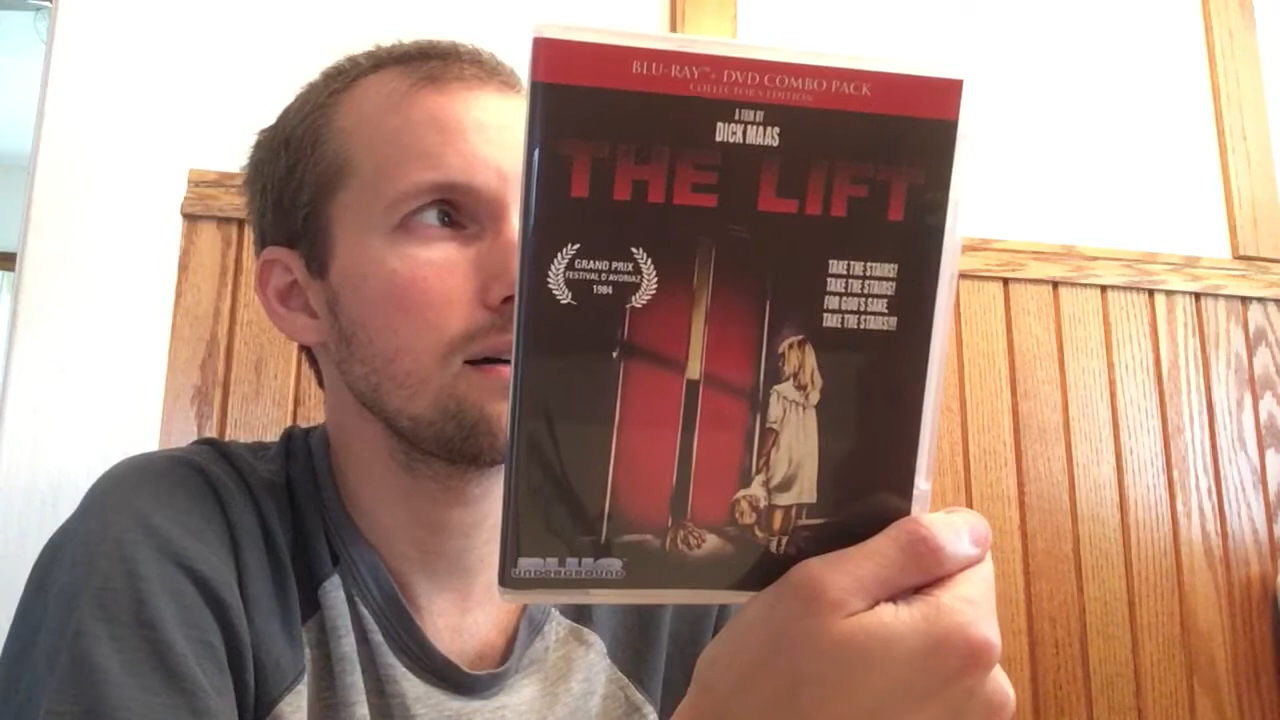 BLU-RAY™ + DVD COMBO PACK
COLLECTOR'S EDITION
A FILM BY
DICK MAAS
THE LIFT
GRAND PRIX
FESTIVAL D'AVORIAZ
1984
TAKE THE STAIRS!
TAKE THE STAIRS!
FOR GOD'S SAKE,
TAKE THE STAIRS!!!
BLUE
UNDERGROUND